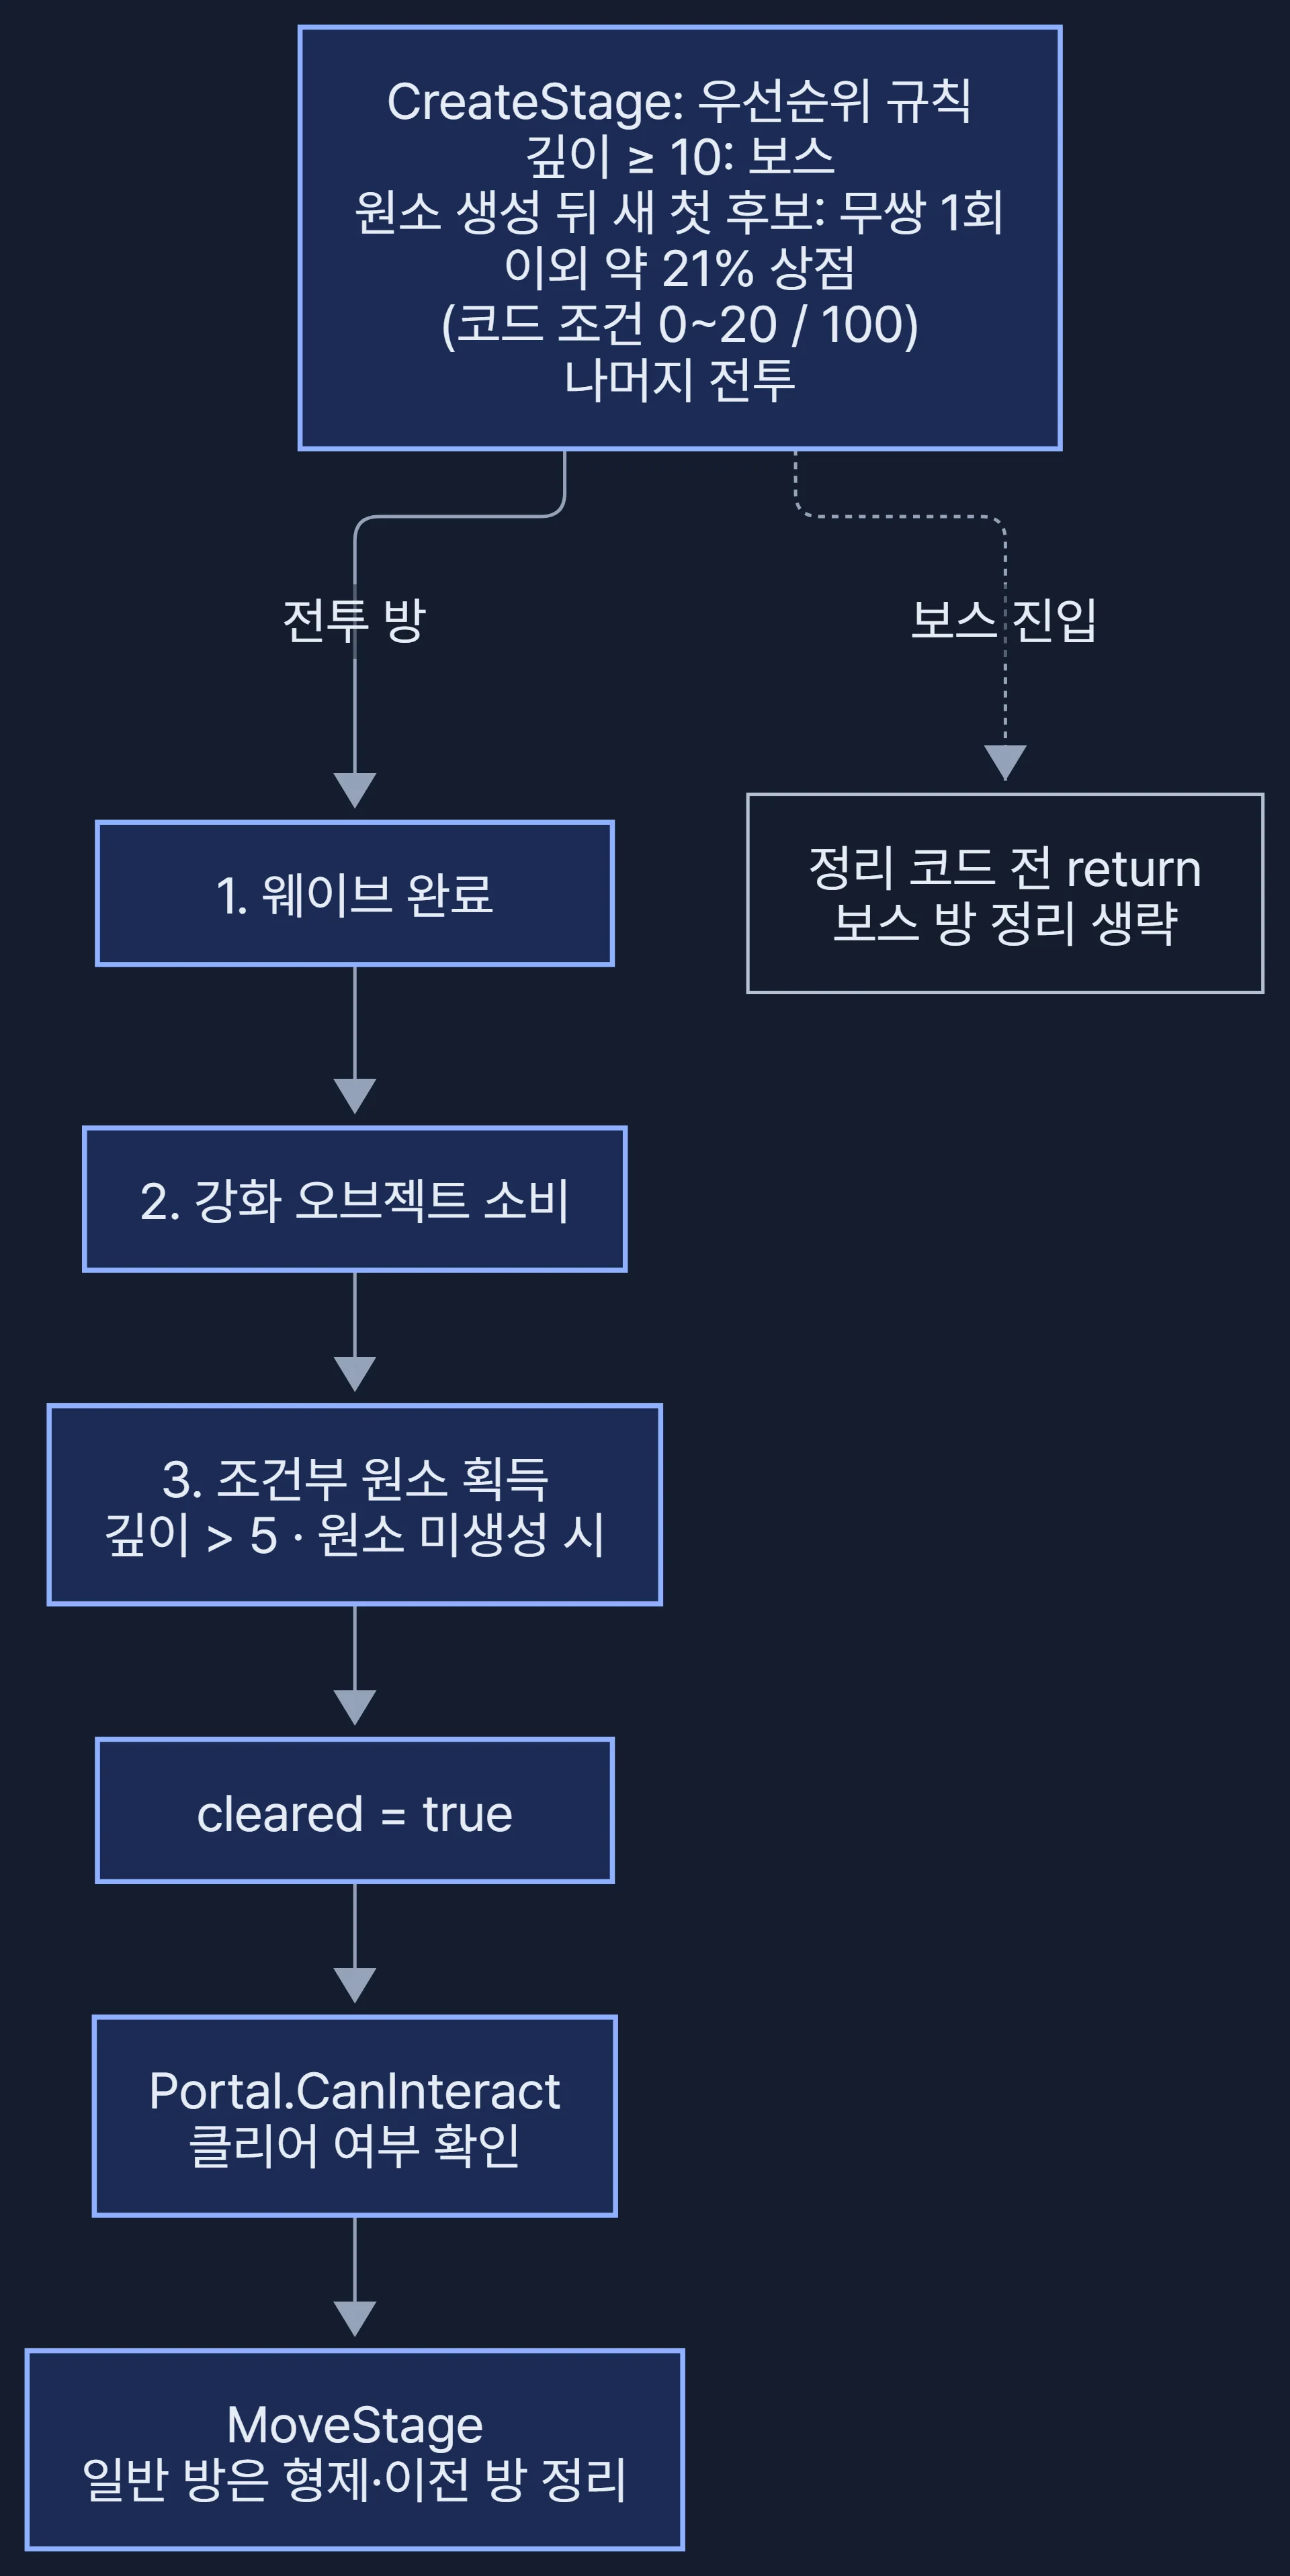 CreateStage: 우선순위 규칙
깊이 ≥ 10: 보스
원소 생성 뒤 새 첫 후보: 무쌍 1회
이외 약 21% 상점
(코드 조건 0~20 / 100)
나머지 전투
전투 방
보스 진입
1. 웨이브 완료
정리 코드 전 return
보스 방 정리 생략
2. 강화 오브젝트 소비
3. 조건부 원소 획득
깊이 > 5 · 원소 미생성 시
cleared = true
Portal.CanInteract
클리어 여부 확인
MoveStage
일반 방은 형제·이전 방 정리